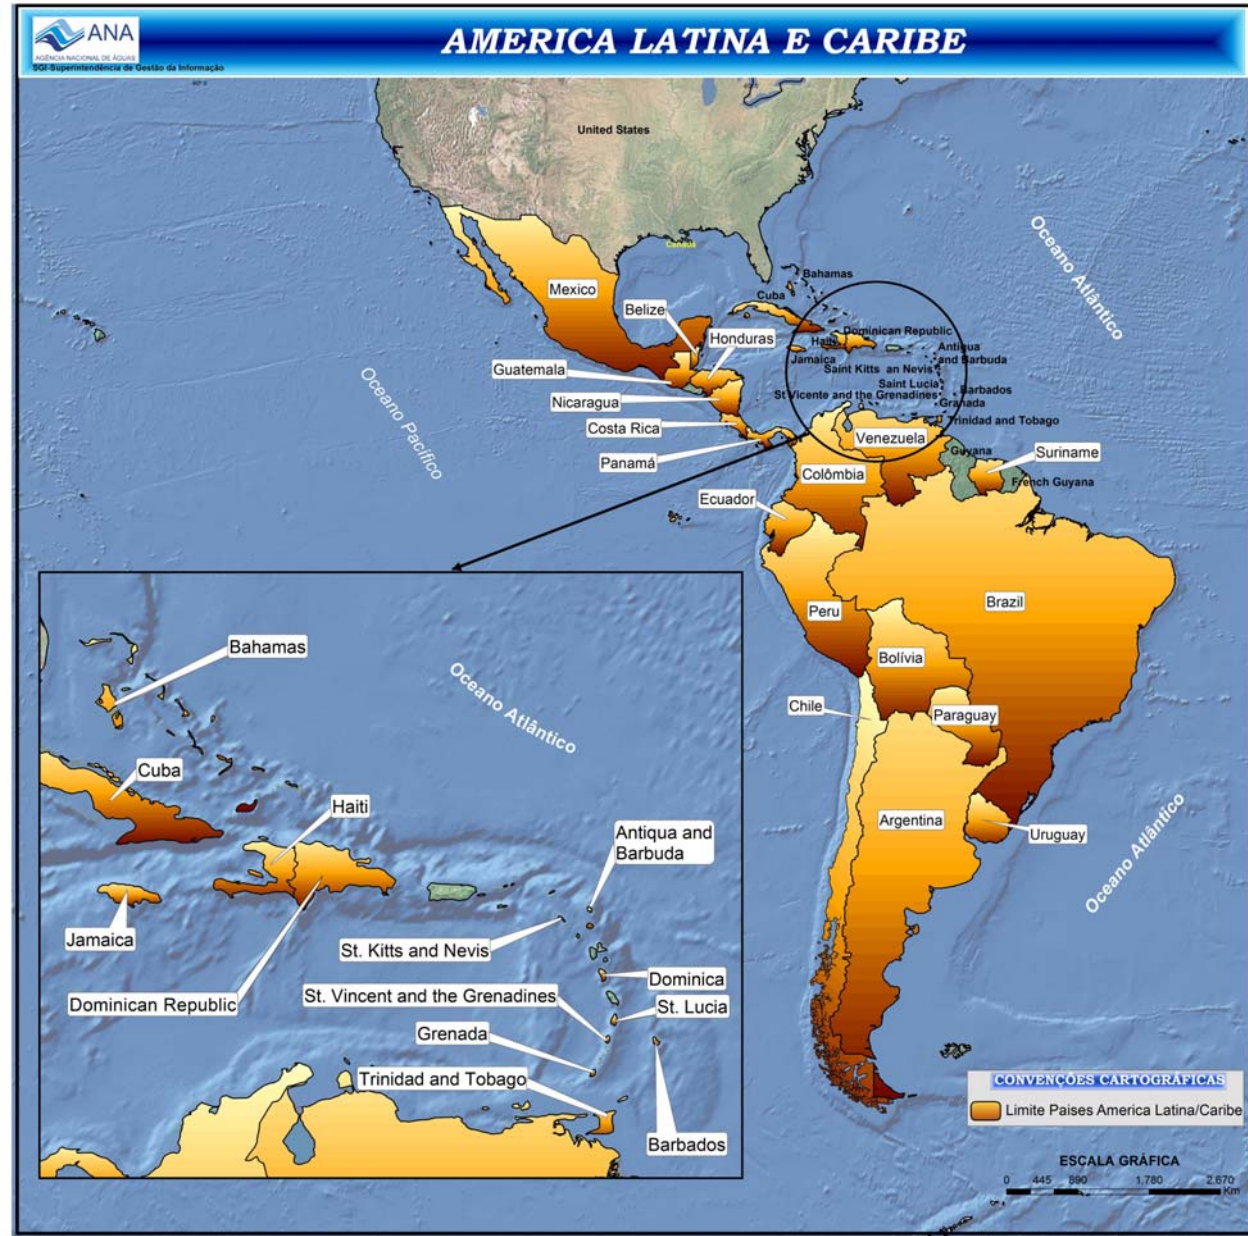 ANA
AGÊNCIA NACIONAL DE ÁGUAS
SGI-Superintendência de Gestão da Informação
AMERICA LATINA E CARIBE
United States
Canadá
Oceano Atlântico
Bahamas
Mexico
Cuba
Belize
Dominican Republic
Honduras
Haiti
Antiqua
and Barbuda
Jamaica
Guatemala
Saint Kitts an Nevis
Saint Lucia
Barbados
St Vicente and the Grenadines
Nicaragua
Granada
Oceano Pacífico
Costa Rica
Trinidad and Tobago
Venezuela
Panamá
Guyana
Suriname
Colômbia
French Guyana
Ecuador
Brazil
Peru
Bolívia
Chile
Paraguay
Argentina
Uruguay
Oceano Atlântico
Bahamas
Oceano Atlântico
Cuba
Haiti
Antiqua and
Barbuda
Jamaica
St. Kitts and Nevis
Dominica
Dominican Republic
St. Vincent and the Grenadines
St. Lucia
Grenada
Trinidad and Tobago
Barbados
CONVENÇÕES CARTOGRÁFICAS
Limite Paises America Latina/Caribe
ESCALA GRÁFICA
0 445 890 1.780 2.670
Km